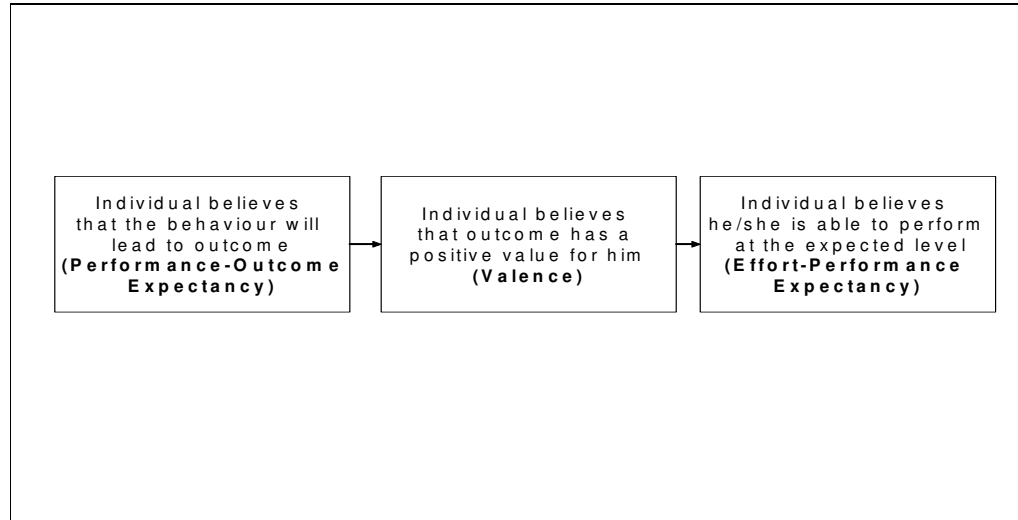 Individual believes
that the behaviour will
lead to outcome
(Performance-Outcome
Expectancy)
Individual believes
that outcome has a
positive value for him
(Valence)
Individual believes
he/she is able to perform
at the expected level
(Effort-Performance
Expectancy)